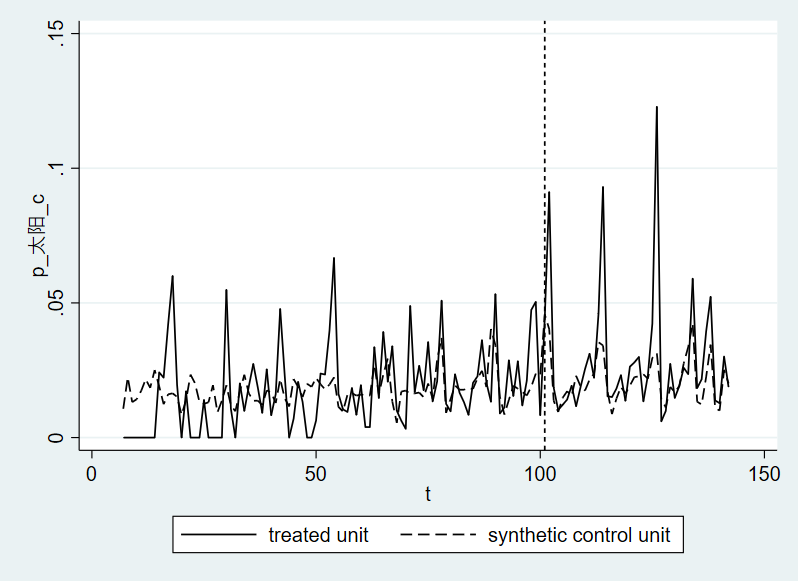 p_太阳_c
.15
.1
.05
0
0
50
100
150
t
treated unit
synthetic control unit